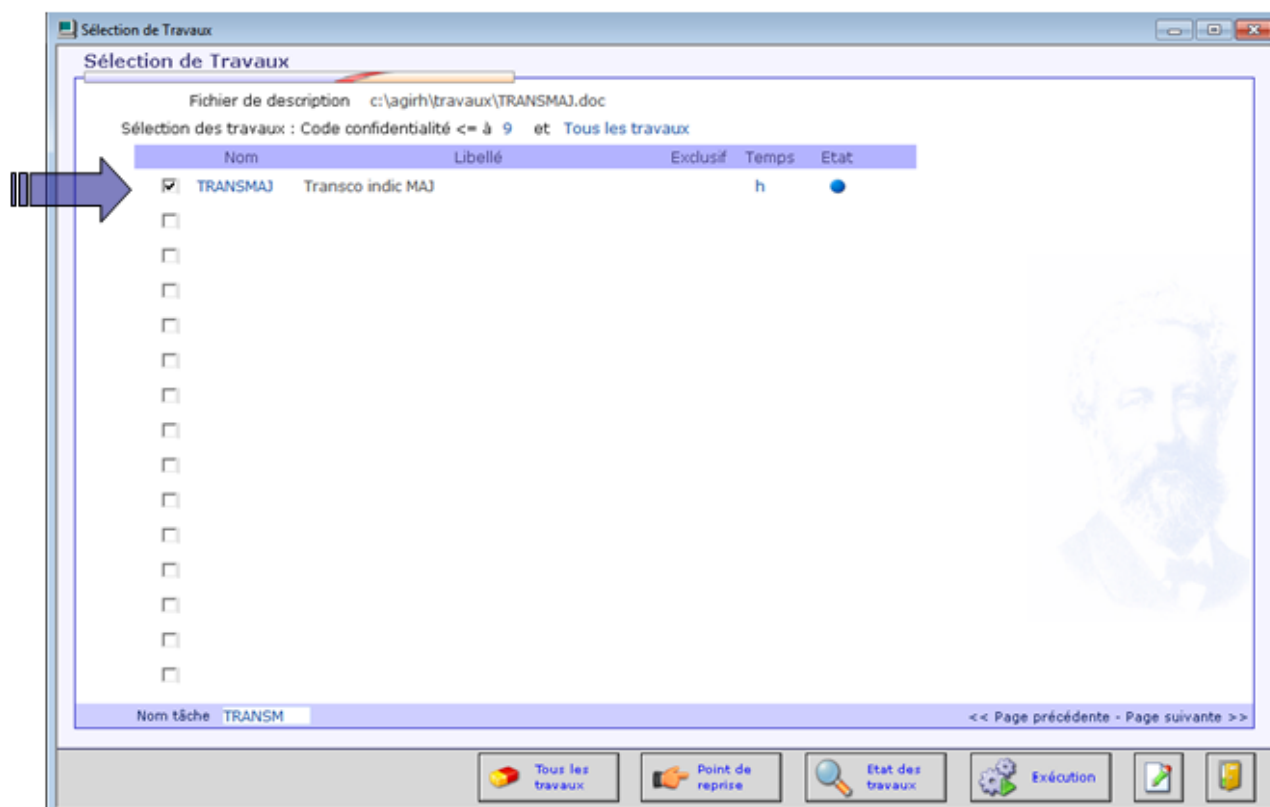 Sélection de Travaux
Sélection de Travaux
Fichier de description c:\agirh\travaux\TRANSMAJ.doc
Sélection des travaux : Code confidentialité <= à 9 et Tous les travaux
Nom Libellé Exclusif Temps Etat
TRANSMAJ Transco indic MAJ h
Nom tâche TRANSM << Page précédente - Page suivante >>
Tous les travaux
Point de reprise
Etat des travaux
Exécution